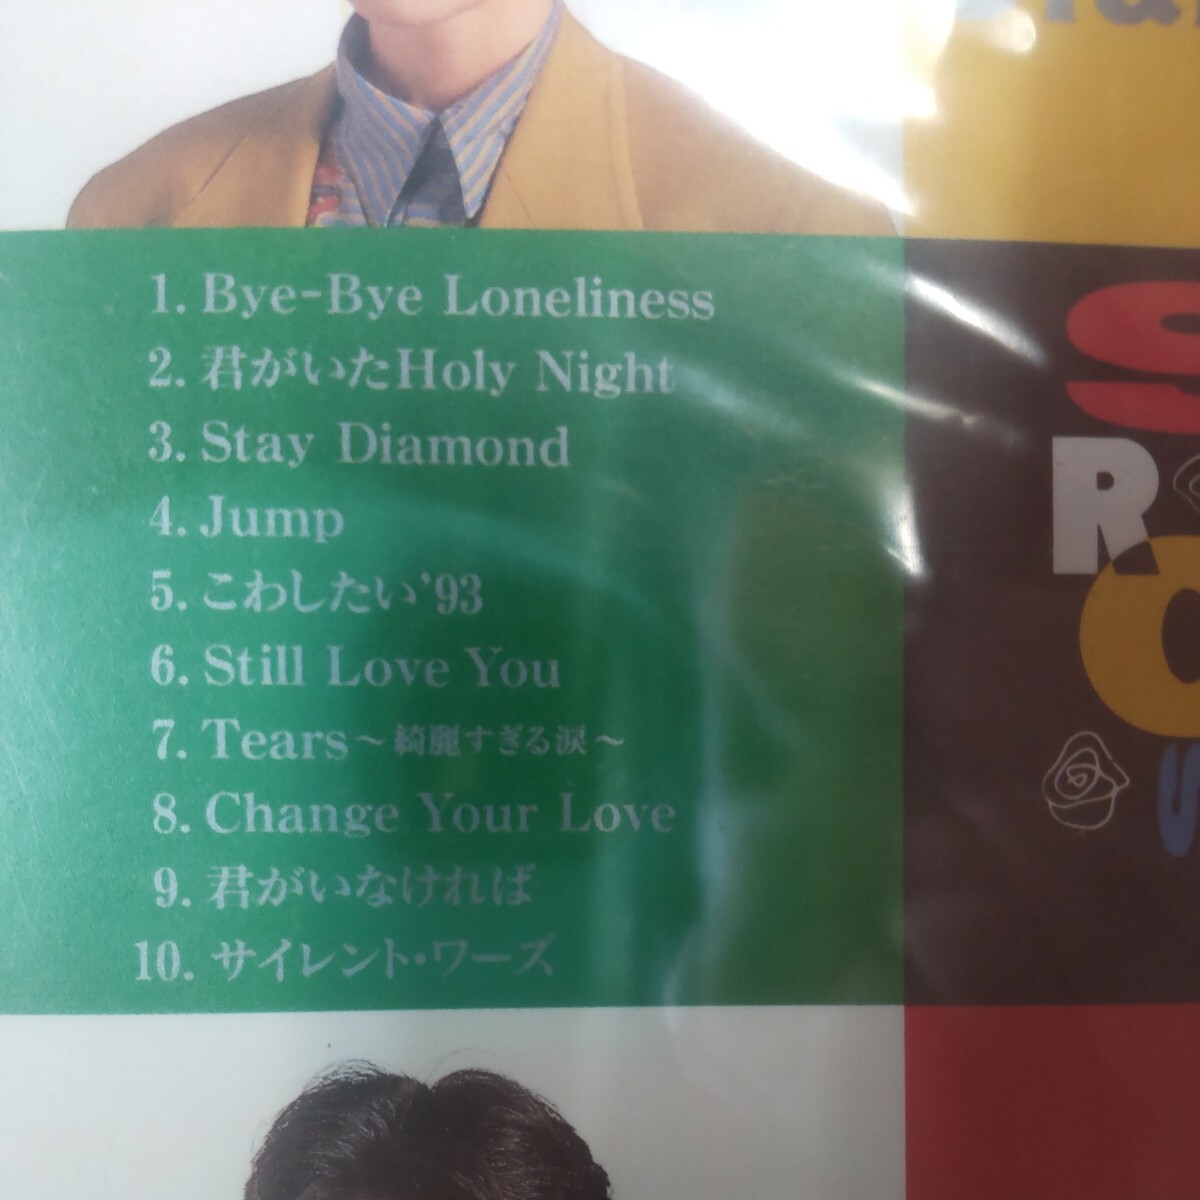 1. Bye-Bye Loneliness
2. 君がいたHoly Night
3. Stay Diamond
4. Jump
5. こわしたい'93
6. Still Love You
7. Tears～綺麗すぎる涙～
8. Change Your Love
9. 君がいなければ
10. サイレント・ワーズ
S
R